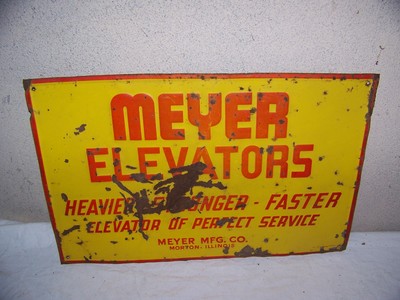 MEYER
ELEVATORS
HEAVIER - STRONGER - FASTER
ELEVATOR OF PERFECT SERVICE
MEYER MFG. CO.
MORTON, ILLINOIS